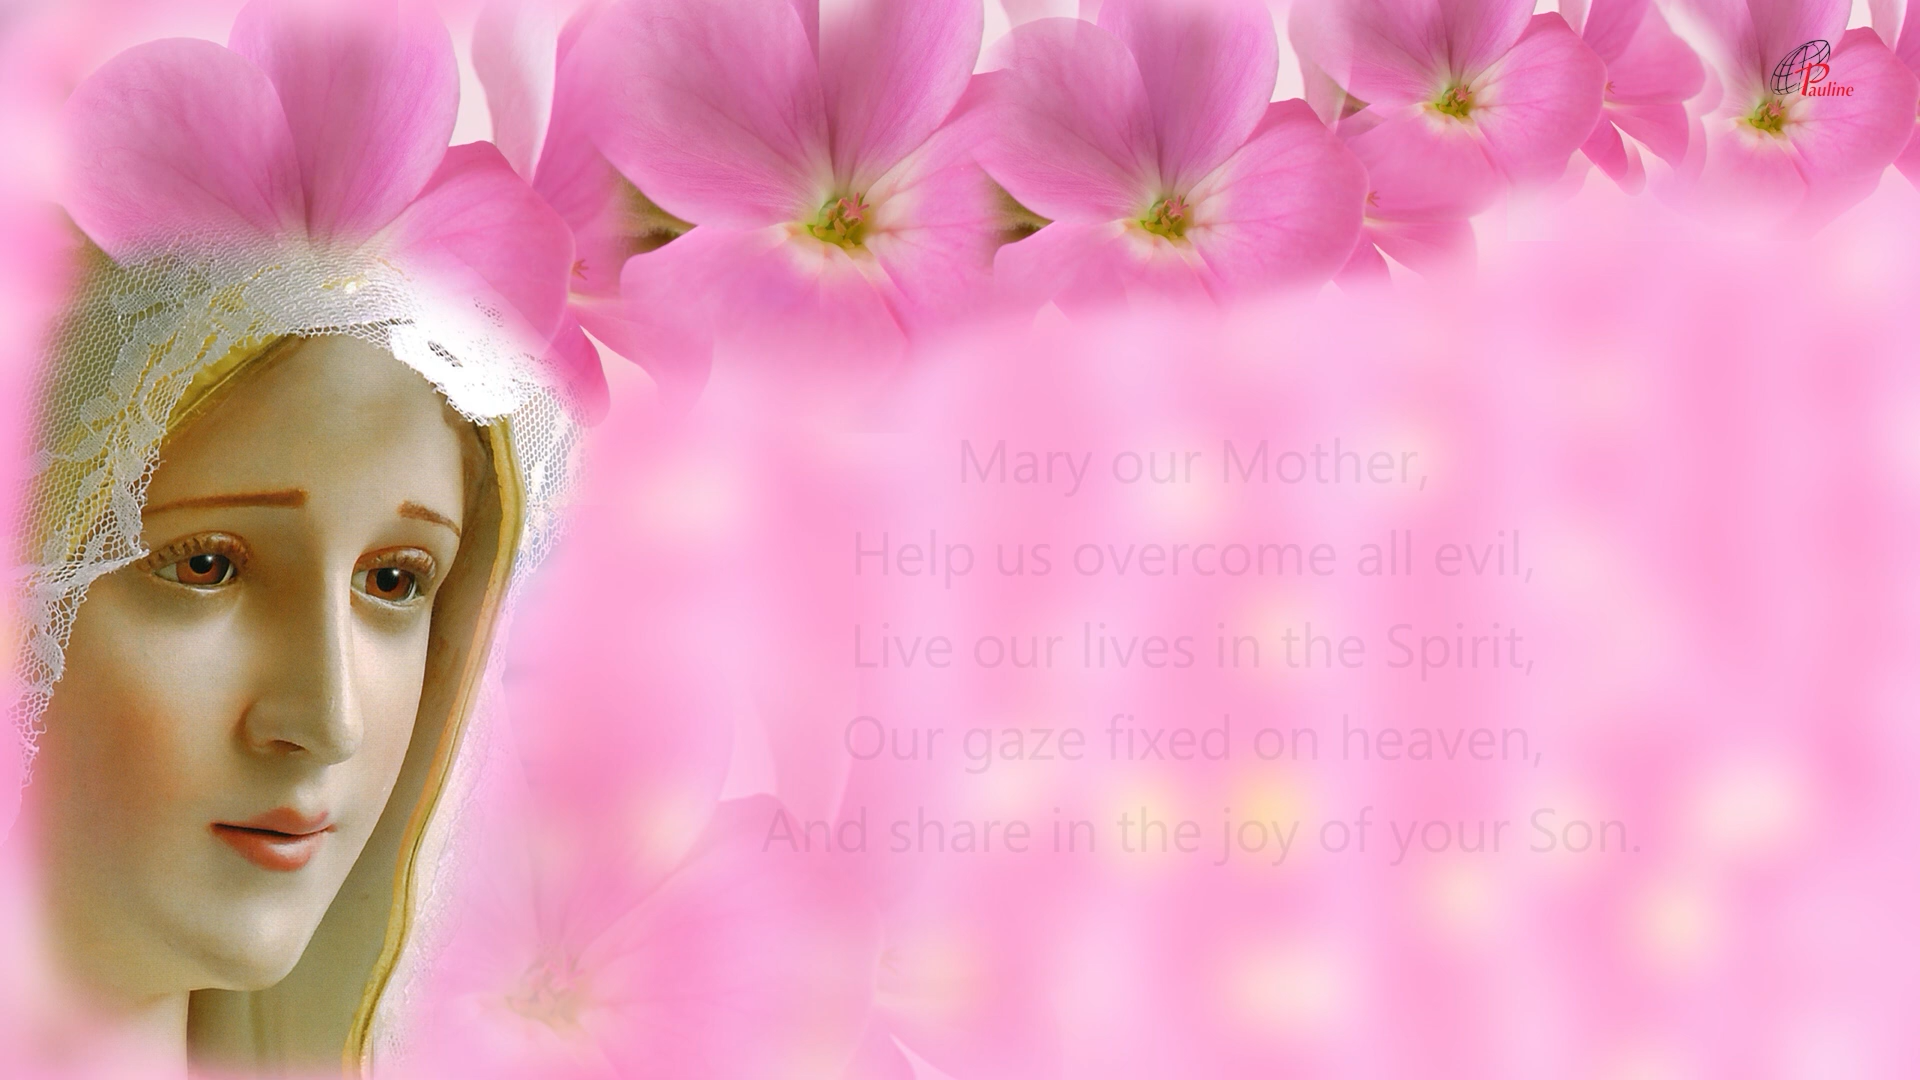 Pauline
Mary our Mother,
Help us overcome all evil,
Live our lives in the Spirit,
Our gaze fixed on heaven,
And share in the joy of your Son.